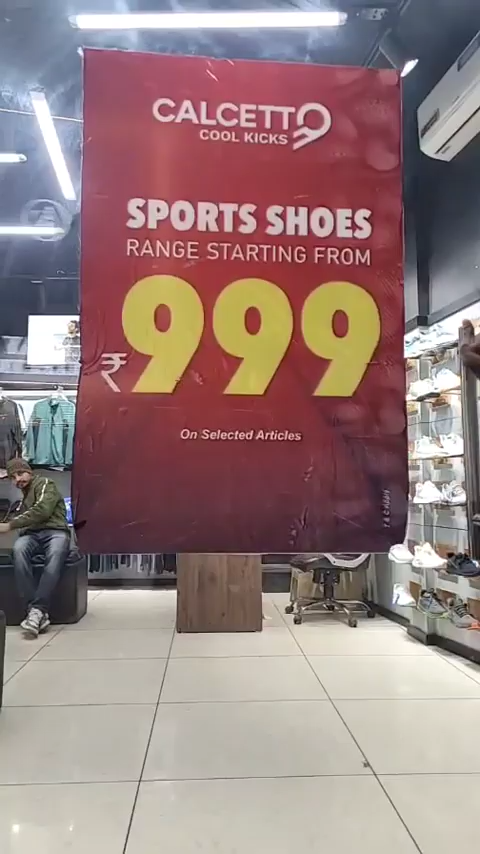 CALCETTO
COOL KICKS
SPORTS SHOES
RANGE STARTING FROM
₹ 999
On Selected Articles